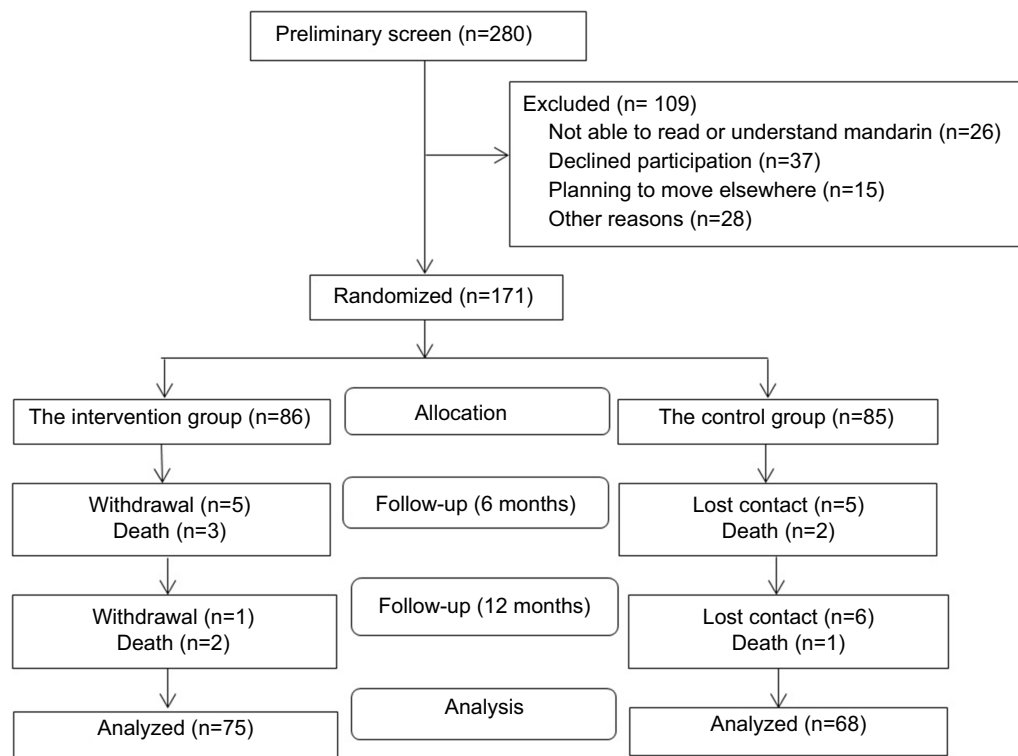 Preliminary screen (n=280)
Excluded (n= 109)
Not able to read or understand mandarin (n=26)
Declined participation (n=37)
Planning to move elsewhere (n=15)
Other reasons (n=28)
Randomized (n=171)
The intervention group (n=86)
Allocation
The control group (n=85)
Withdrawal (n=5)
Death (n=3)
Follow-up (6 months)
Lost contact (n=5)
Death (n=2)
Withdrawal (n=1)
Death (n=2)
Follow-up (12 months)
Lost contact (n=6)
Death (n=1)
Analyzed (n=75)
Analysis
Analyzed (n=68)